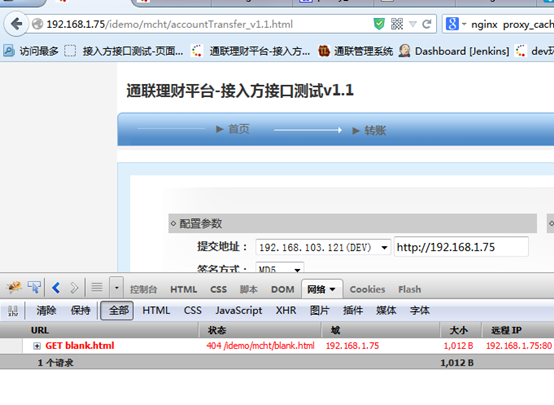 192.168.1.75/idemo/mcht/accountTransfer_v1.1.html
nginx proxy_cach
访问最多 接入方接口测试-页面... 通联理财平台-接入方... 通联管理系统 Dashboard [Jenkins] dev环
通联理财平台-接入方接口测试v1.1
首页 转账
配置参数
提交地址： 192.168.103.121(DEV) http://192.168.1.75
签名方式： MD5
控制台 HTML CSS 脚本 DOM 网络 Cookies Flash
清除 保持 全部 HTML CSS JavaScript XHR 图片 插件 媒体 字体
URL 状态 域 大小 远程 IP
GET blank.html 404 /idemo/mcht/blank.html 192.168.1.75 1,012 B 192.168.1.75:80
1 个请求 1,012 B